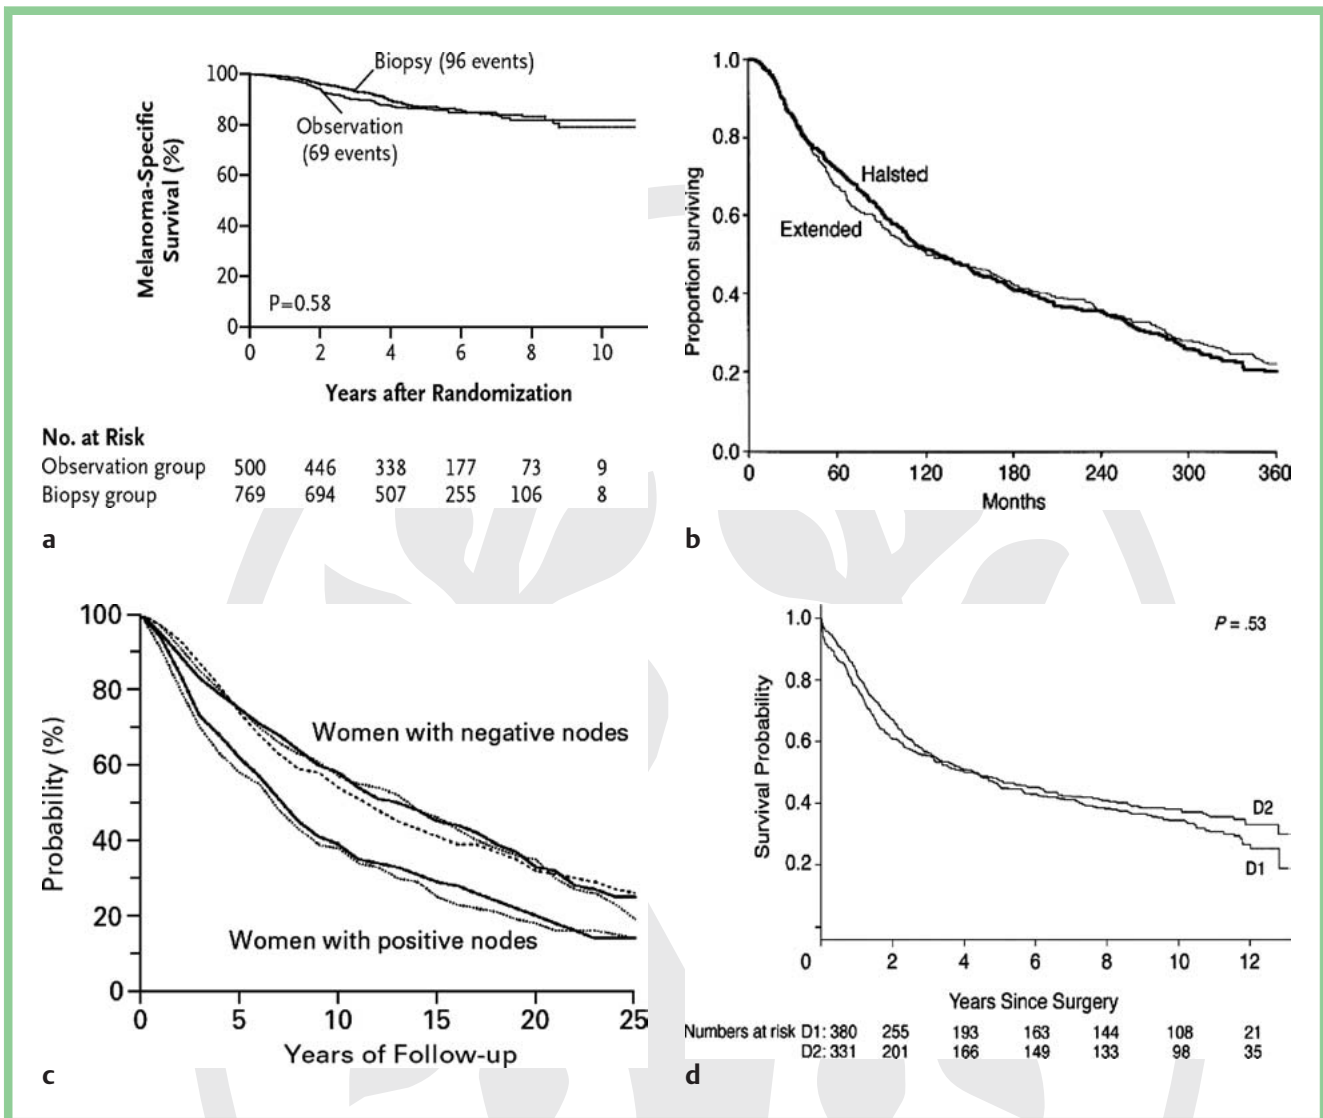 Biopsy (96 events)
100
80
60
40
20
0
Melanoma-Specific
Survival (%)
Observation
(69 events)
P=0.58
0 2 4 6 8 10
Years after Randomization
No. at Risk
Observation group 500 446 338 177 73 9
Biopsy group 769 694 507 255 106 8
a
1.0
0.8
0.6
0.4
0.2
0.0
Proportion surviving
Halsted
Extended
0 60 120 180 240 300 360
Months
b
100
80
60
40
20
0
Probability (%)
Women with negative nodes
Women with positive nodes
0 5 10 15 20 25
Years of Follow-up
c
1.0
0.8
0.6
0.4
0.2
Survival Probability
P = .53
D2
D1
0 2 4 6 8 10 12
Years Since Surgery
Numbers at risk D1: 380 255 193 163 144 108 21
D2: 331 201 166 149 133 98 35
d